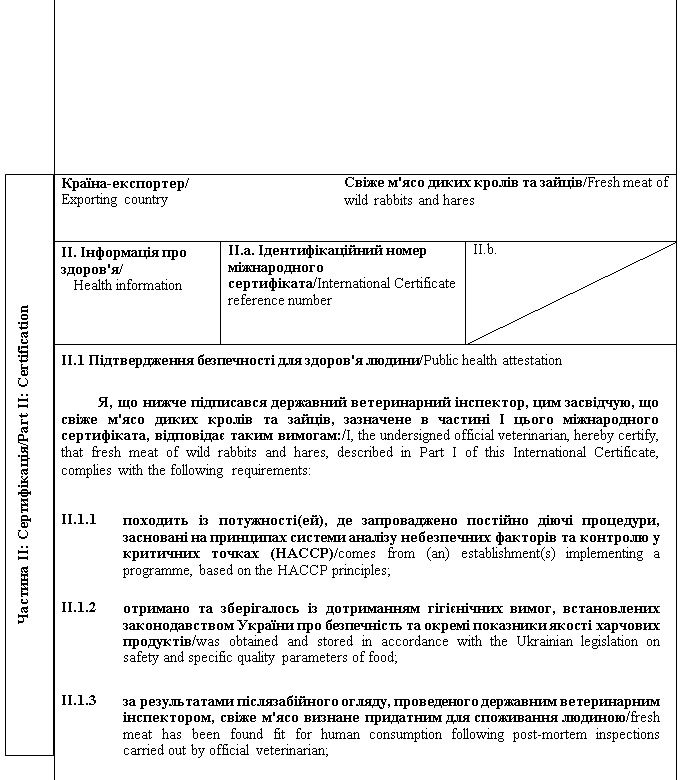 Країна-експортер/
Exporting country
Свіже м'ясо диких кролів та зайців/Fresh meat of
wild rabbits and hares
II. Інформація про
здоров'я/
Health information
II.a. Ідентифікаційний номер
міжнародного
сертифіката/International Certificate
reference number
II.b.
Частина II: Сертифікація/Part II: Certification
II.1 Підтвердження безпечності для здоров'я людини/Public health attestation
Я, що нижче підписався державний ветеринарний інспектор, цим засвідчую, що
свіже м'ясо диких кролів та зайців, зазначене в частині I цього міжнародного
сертифіката, відповідає таким вимогам:/I, the undersigned official veterinarian, hereby certify,
that fresh meat of wild rabbits and hares, described in Part I of this International Certificate,
complies with the following requirements:
II.1.1 походить із потужності(ей), де запроваджено постійно діючі процедури,
засновані на принципах системи аналізу небезпечних факторів та контролю у
критичних точках (HACCP)/comes from (an) establishment(s) implementing a
programme, based on the HACCP principles;
II.1.2 отримано та зберігалось із дотриманням гігієнічних вимог, встановлених
законодавством України про безпечність та окремі показники якості харчових
продуктів/was obtained and stored in accordance with the Ukrainian legislation on
safety and specific quality parameters of food;
II.1.3 за результатами післязабійного огляду, проведеного державним ветеринарним
інспектором, свіже м'ясо визнане придатним для споживання людиною/fresh
meat has been found fit for human consumption following post-mortem inspections
carried out by official veterinarian;